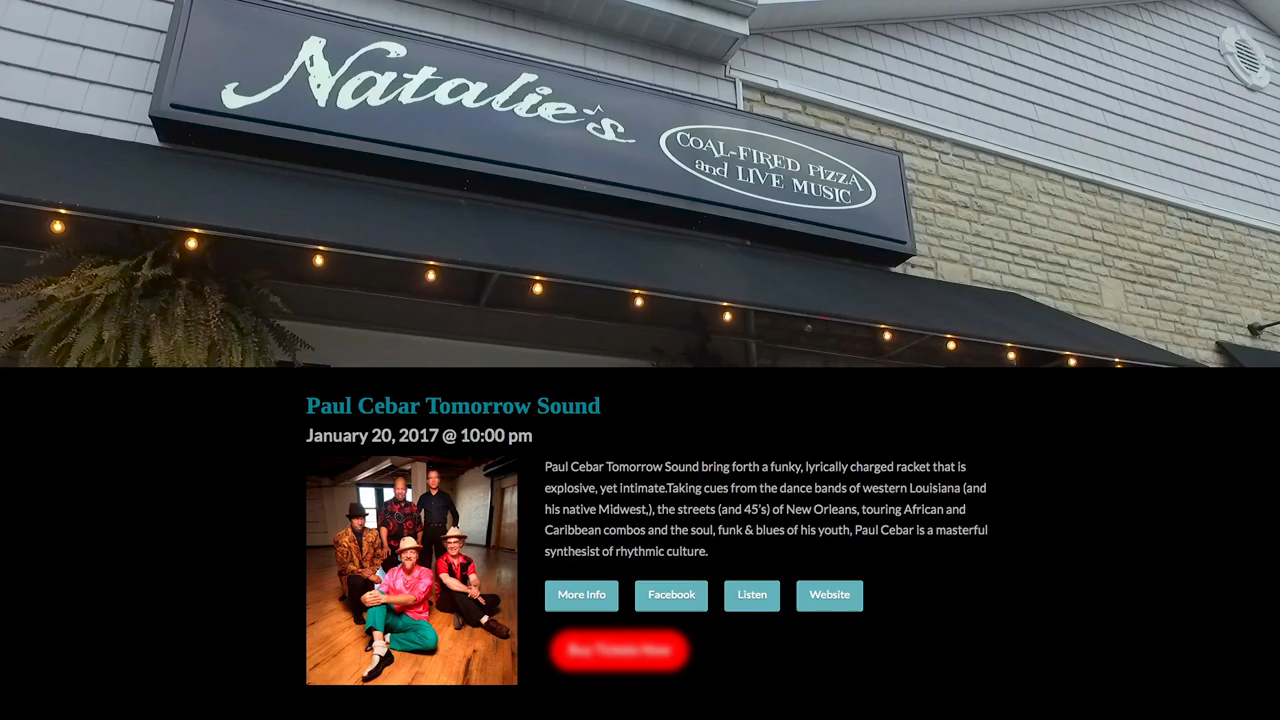 Natalie's
COAL-FIRED PIZZA
and LIVE MUSIC
Paul Cebar Tomorrow Sound
January 20, 2017 @ 10:00 pm
Paul Cebar Tomorrow Sound bring forth a funky, lyrically charged racket that is
explosive, yet intimate.Taking cues from the dance bands of western Louisiana (and
his native Midwest,), the streets (and 45's) of New Orleans, touring African and
Caribbean combos and the soul, funk & blues of his youth, Paul Cebar is a masterful
synthesist of rhythmic culture.
More Info
Facebook
Listen
Website
Buy Tickets Now